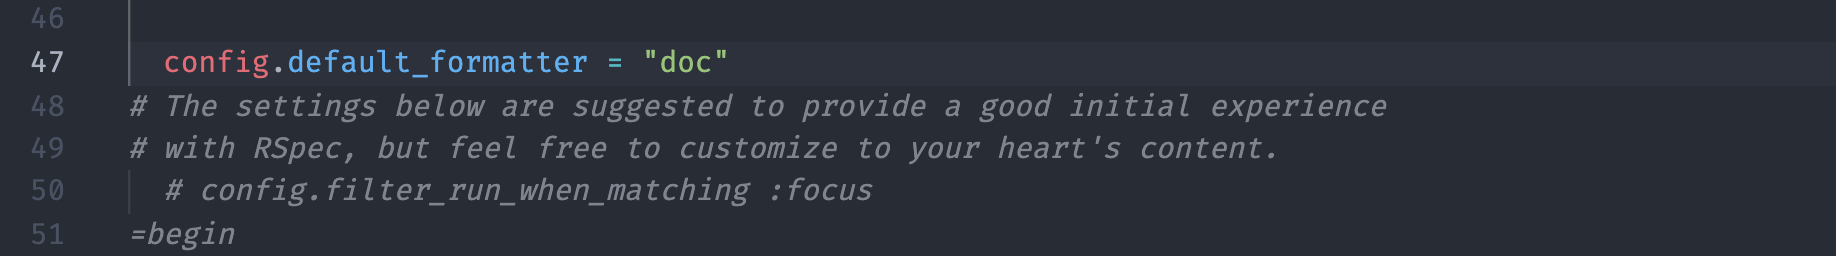 46
47 config.default_formatter = "doc"
48 # The settings below are suggested to provide a good initial experience
49 # with RSpec, but feel free to customize to your heart's content.
50 # config.filter_run_when_matching :focus
51 =begin